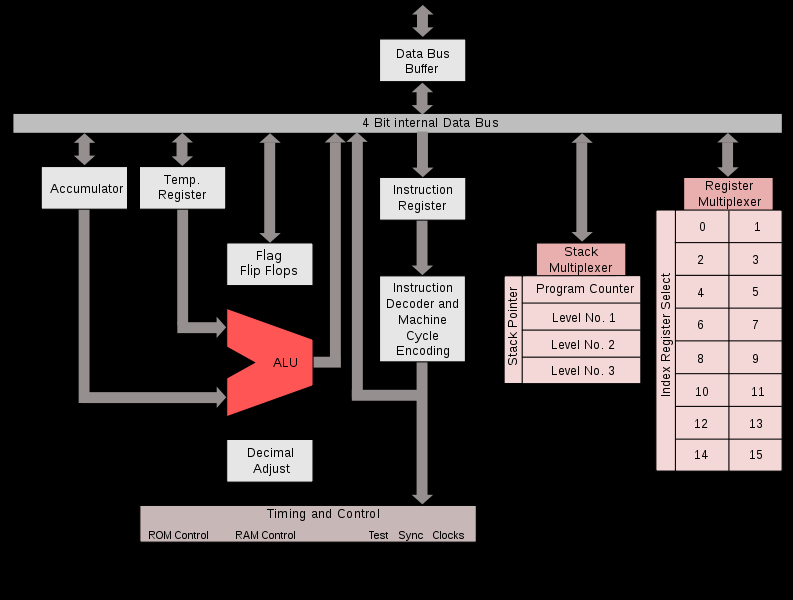 Data Bus
Buffer
4 Bit internal Data Bus
Accumulator
Temp.
Register
Instruction
Register
Register
Multiplexer
Flag
Flip Flops
Stack
Multiplexer
Index Register Select
0 1
2 3
4 5
6 7
8 9
10 11
12 13
14 15
Instruction
Decoder and
Machine
Cycle
Encoding
Stack Pointer
Program Counter
Level No. 1
Level No. 2
Level No. 3
ALU
Decimal
Adjust
Timing and Control
ROM Control RAM Control Test Sync Clocks